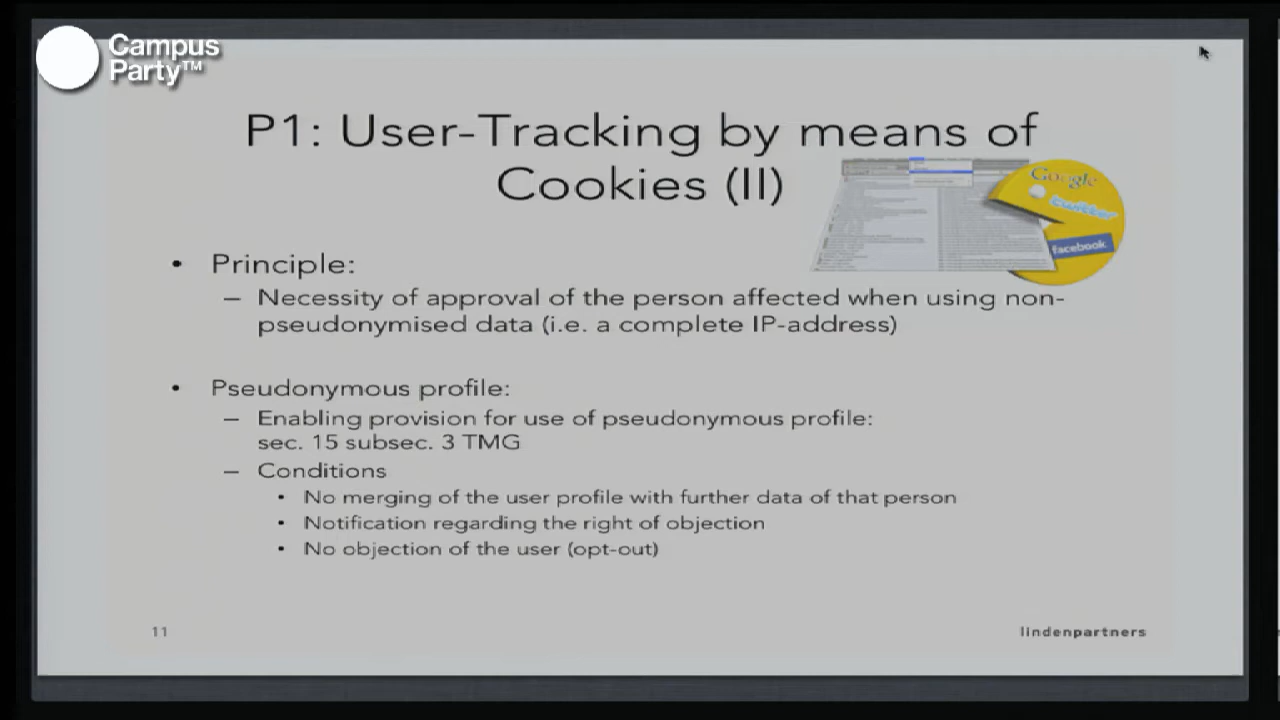 Campus
Party™
P1: User-Tracking by means of
Cookies (II)
Google
twitter
facebook
• Principle:
– Necessity of approval of the person affected when using non-
pseudonymised data (i.e. a complete IP-address)
• Pseudonymous profile:
– Enabling provision for use of pseudonymous profile:
sec. 15 subsec. 3 TMG
– Conditions
• No merging of the user profile with further data of that person
• Notification regarding the right of objection
• No objection of the user (opt-out)
11
lindenpartners